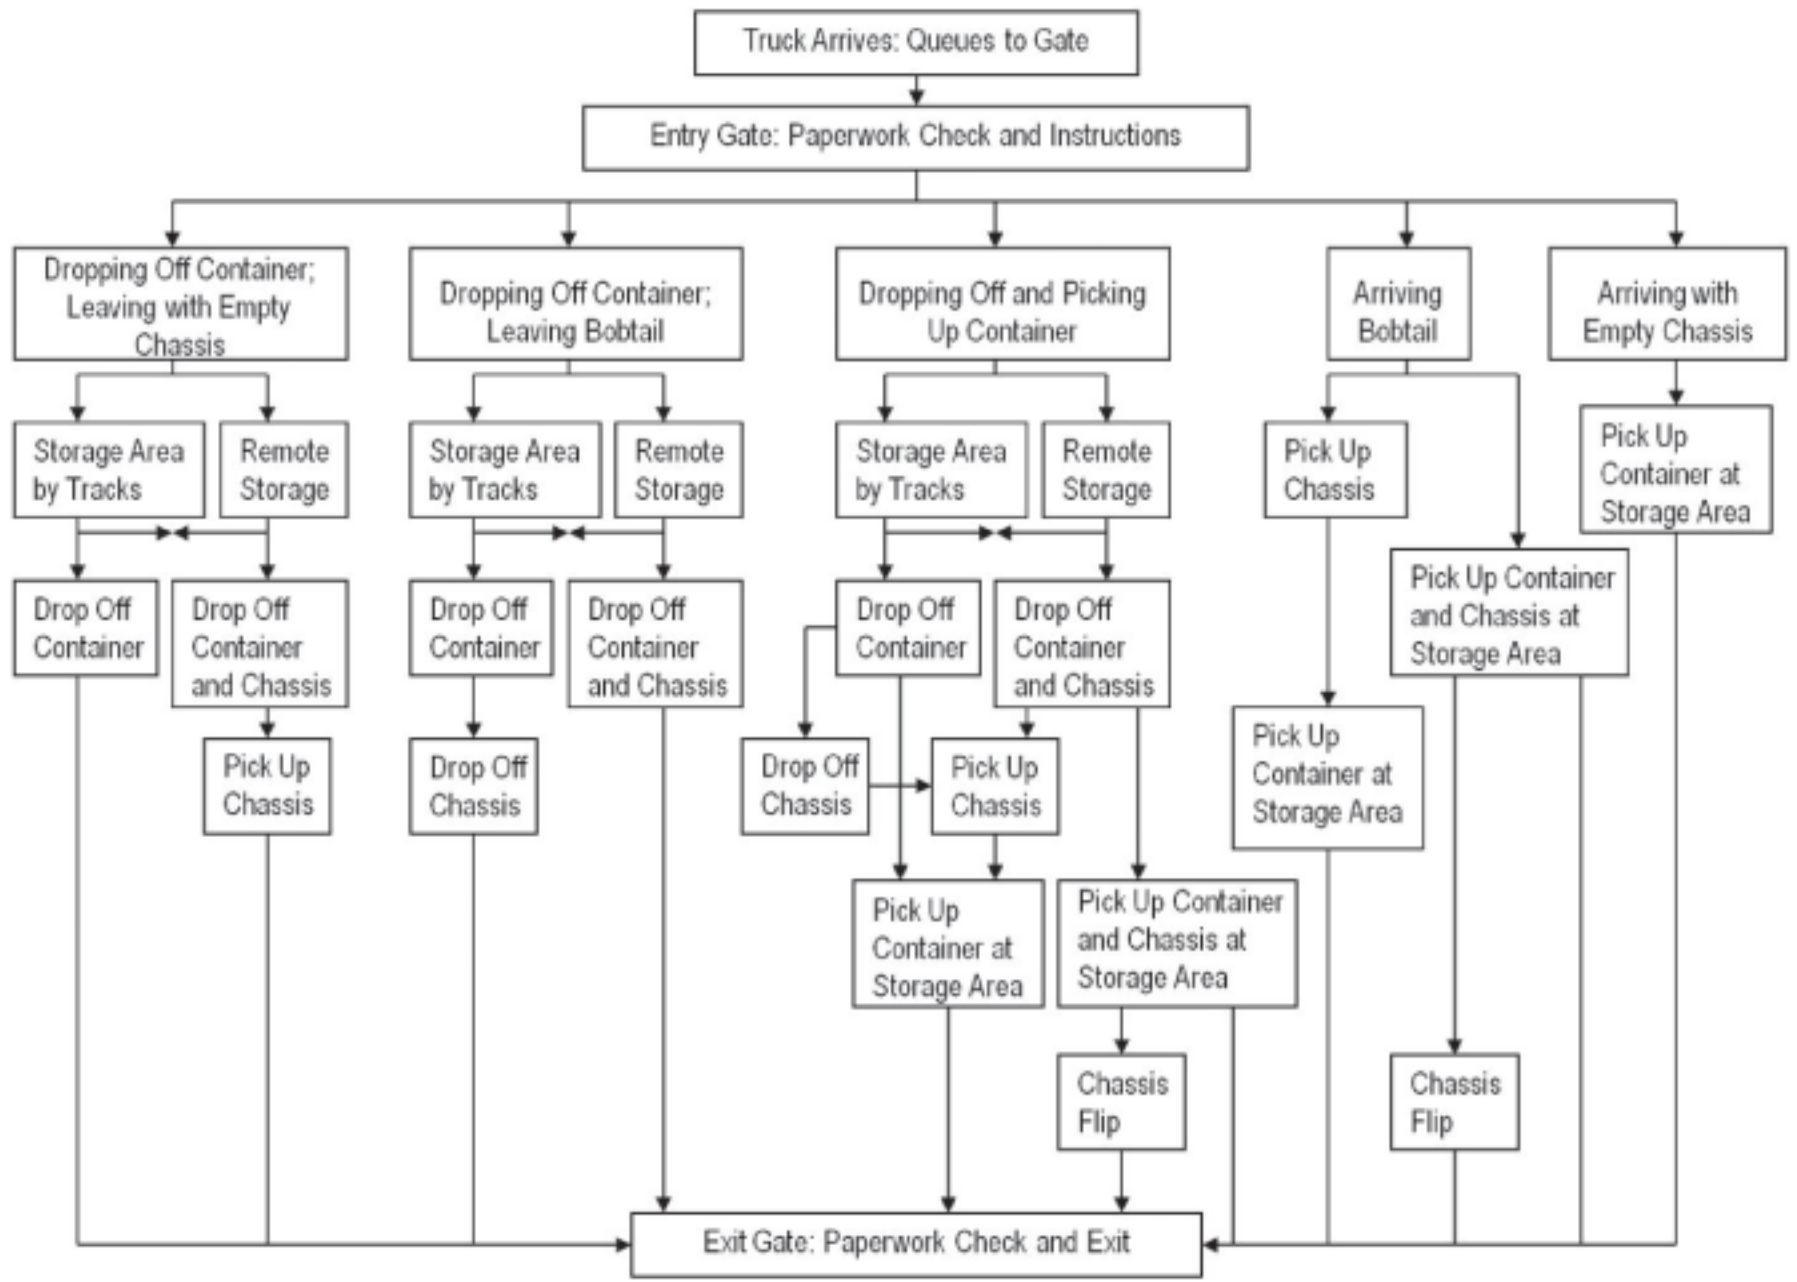 Truck Arrives: Queues to Gate
Entry Gate: Paperwork Check and Instructions
Dropping Off Container;
Leaving with Empty
Chassis
Dropping Off Container;
Leaving Bobtail
Dropping Off and Picking
Up Container
Arriving
Bobtail
Arriving with
Empty Chassis
Storage Area
by Tracks
Remote
Storage
Storage Area
by Tracks
Remote
Storage
Storage Area
by Tracks
Remote
Storage
Pick Up
Chassis
Pick Up
Container at
Storage Area
Drop Off
Container
Drop Off
Container
and Chassis
Drop Off
Container
Drop Off
Container
and Chassis
Drop Off
Container
Drop Off
Container
and Chassis
Pick Up Container
and Chassis at
Storage Area
Pick Up
Chassis
Drop Off
Chassis
Drop Off
Chassis
Pick Up
Chassis
Pick Up
Container at
Storage Area
Pick Up
Container at
Storage Area
Pick Up Container
and Chassis at
Storage Area
Chassis
Flip
Chassis
Flip
Exit Gate: Paperwork Check and Exit